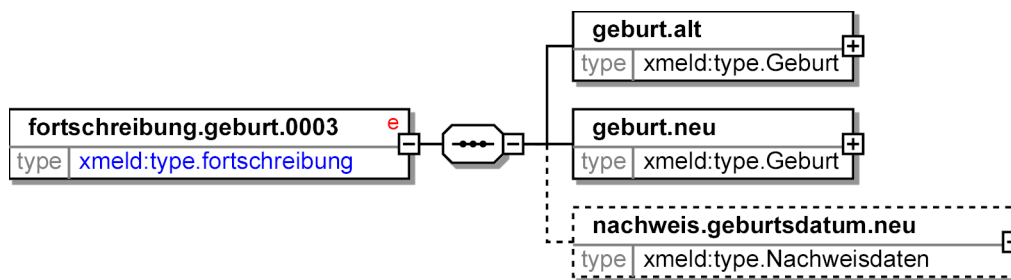 geburt.alt
type xmeld:type.Geburt
fortschreibung.geburt.0003 e
type xmeld:type.fortschreibung
geburt.neu
type xmeld:type.Geburt
nachweis.geburtsdatum.neu
type xmeld:type.Nachweisdaten